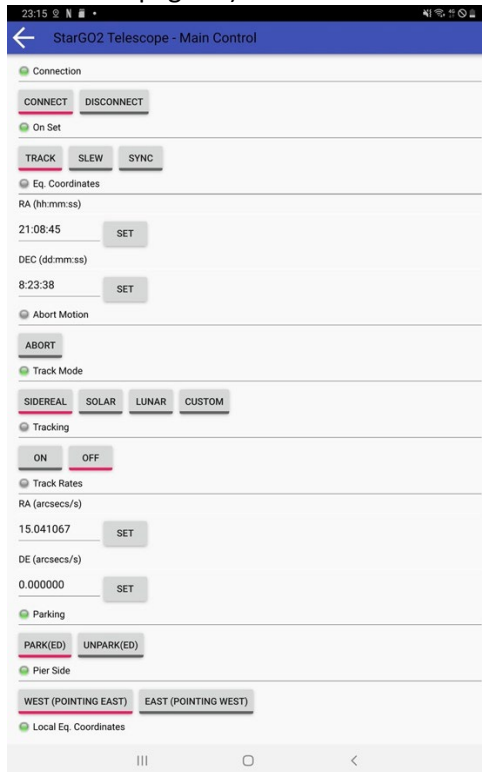 23:15
StarGO2 Telescope - Main Control
Connection
CONNECT DISCONNECT
On Set
TRACK SLEW SYNC
Eq. Coordinates
RA (hh:mm:ss)
21:08:45 SET
DEC (dd:mm:ss)
8:23:38 SET
Abort Motion
ABORT
Track Mode
SIDEREAL SOLAR LUNAR CUSTOM
Tracking
ON OFF
Track Rates
RA (arcsecs/s)
15.041067 SET
DE (arcsecs/s)
0.000000 SET
Parking
PARK(ED) UNPARK(ED)
Pier Side
WEST (POINTING EAST) EAST (POINTING WEST)
Local Eq. Coordinates